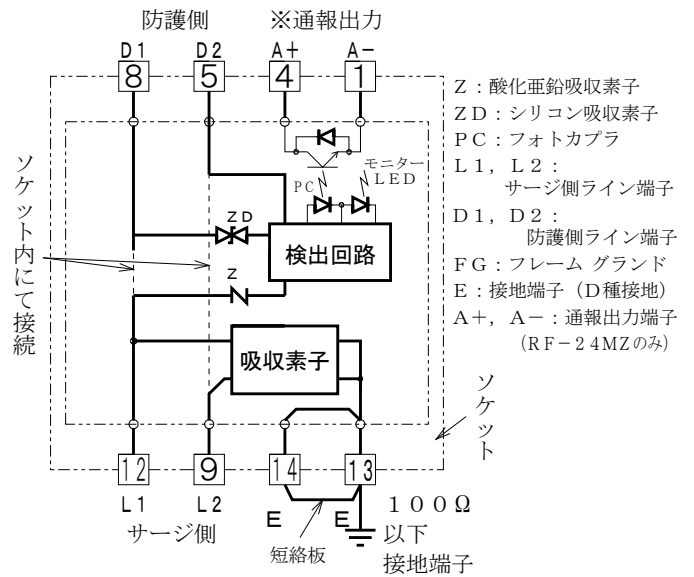 防護側
※通報出力
D1
D2
A+
A−
8
5
4
1
Z：酸化亜鉛吸収素子
ZD：シリコン吸収素子
PC：フォトカプラ
L1，L2：
サージ側ライン端子
D1，D2：
防護側ライン端子
FG：フレーム グランド
E：接地端子（D種接地）
A+，A−：通報出力端子
(RF−24MZのみ)
ソケット内にて接続
モニター
LED
PC
ZD
検出回路
Z
吸収素子
ソケット
12
9
14
13
L1
L2
E
E
サージ側
短絡板
100Ω
以下
接地端子